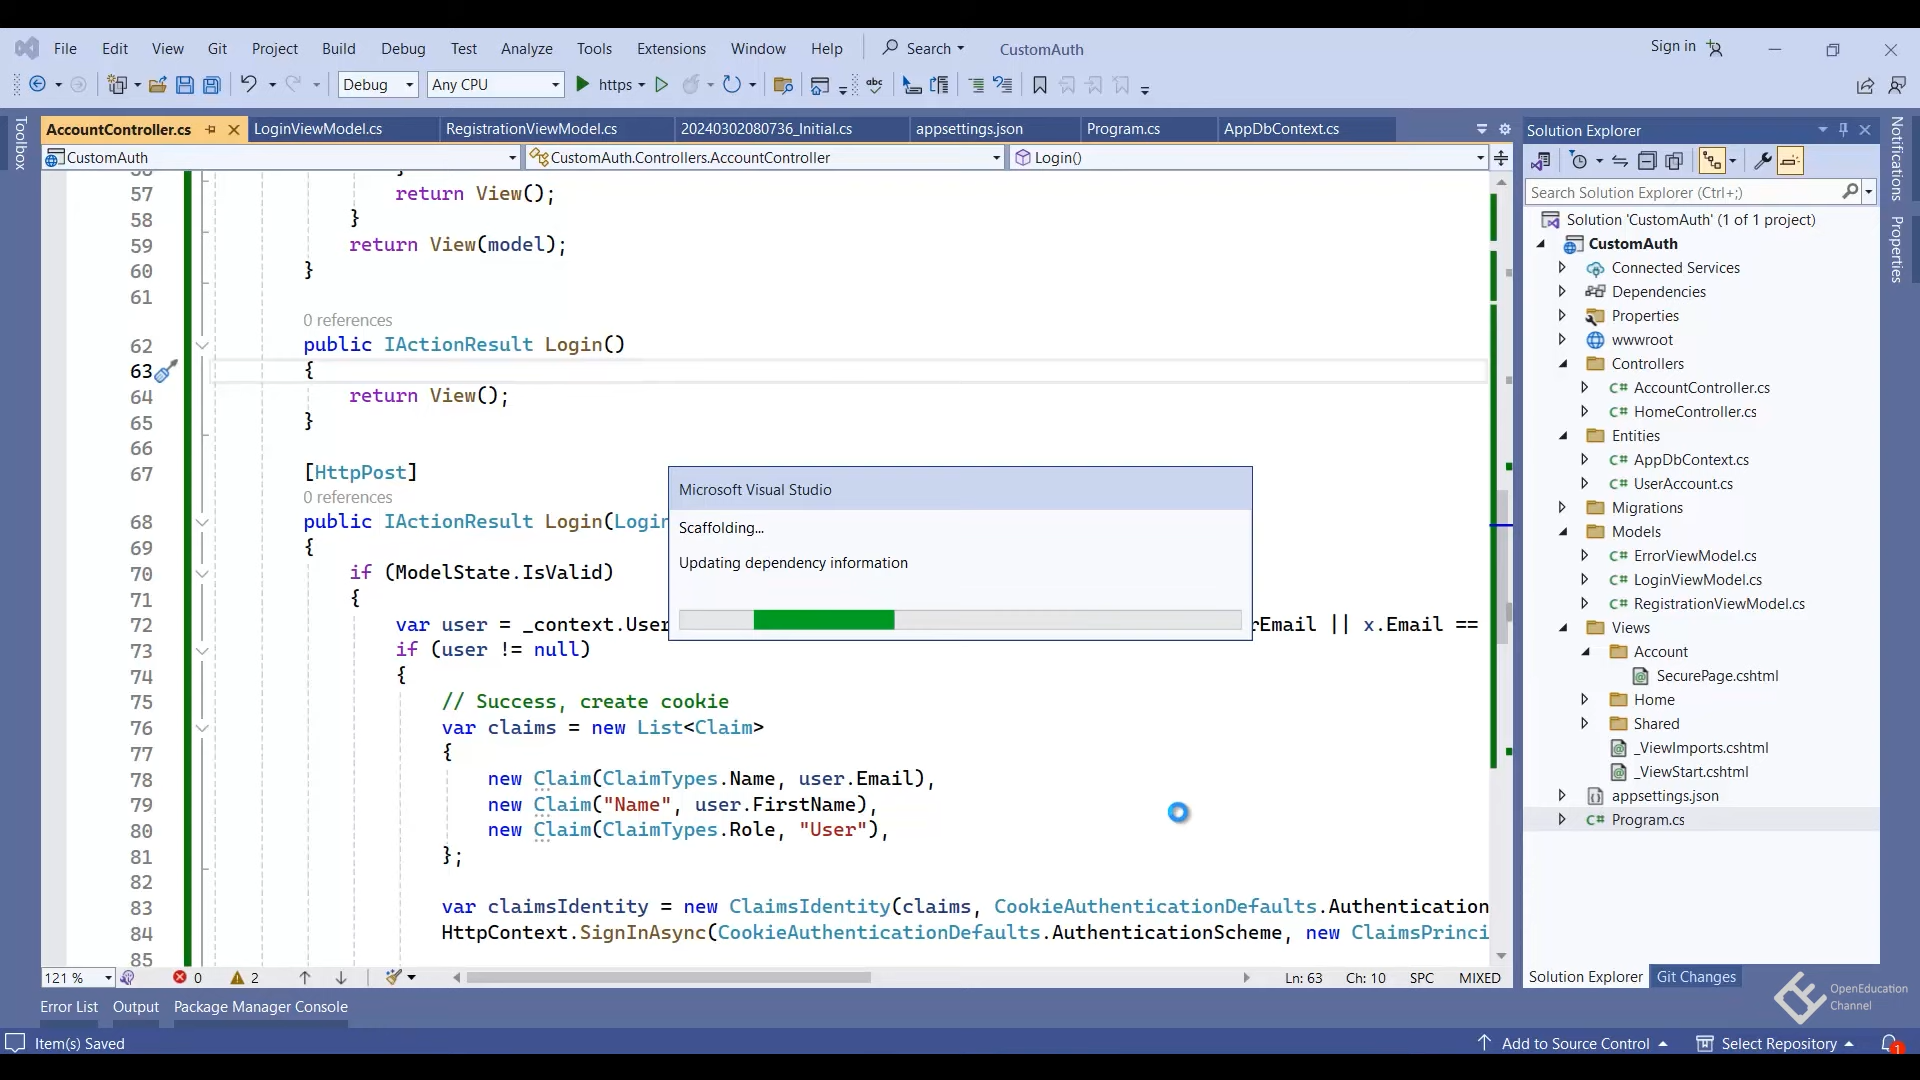 File Edit View Git Project Build Debug Test Analyze Tools Extensions Window Help Search CustomAuth Sign in
Debug Any CPU https
Toolbox
AccountController.cs LoginViewModel.cs RegistrationViewModel.cs 20240302080736_Initial.cs appsettings.json Program.cs AppDbContext.cs
CustomAuth CustomAuth.Controllers.AccountController Login()
57 return View();
58 }
59 return View(model);
60 }
61
0 references
62 public IActionResult Login()
63 {
64 return View();
65 }
66
67 [HttpPost]
0 references
68 public IActionResult Login(Login
69 {
70 if (ModelState.IsValid)
71 {
72 var user = _context.User rEmail || x.Email ==
73 if (user != null)
74 {
75 // Success, create cookie
76 var claims = new List<Claim>
77 {
78 new Claim(ClaimTypes.Name, user.Email),
79 new Claim("Name", user.FirstName),
80 new Claim(ClaimTypes.Role, "User"),
81 };
82
83 var claimsIdentity = new ClaimsIdentity(claims, CookieAuthenticationDefaults.Authentication
84 HttpContext.SignInAsync(CookieAuthenticationDefaults.AuthenticationScheme, new ClaimsPrinci
85
Microsoft Visual Studio
Scaffolding...
Updating dependency information
121 % 0 2 Ln: 63 Ch: 10 SPC MIXED
Error List Output Package Manager Console
Item(s) Saved
Solution Explorer
Search Solution Explorer (Ctrl+;)
Solution 'CustomAuth' (1 of 1 project)
CustomAuth
Connected Services
Dependencies
Properties
wwwroot
Controllers
C# AccountController.cs
C# HomeController.cs
Entities
C# AppDbContext.cs
C# UserAccount.cs
Migrations
Models
C# ErrorViewModel.cs
C# LoginViewModel.cs
C# RegistrationViewModel.cs
Views
Account
SecurePage.cshtml
Home
Shared
_ViewImports.cshtml
_ViewStart.cshtml
appsettings.json
C# Program.cs
Solution Explorer Git Changes
Notifications
Properties
OpenEducation
Channel
Add to Source Control Select Repository 1